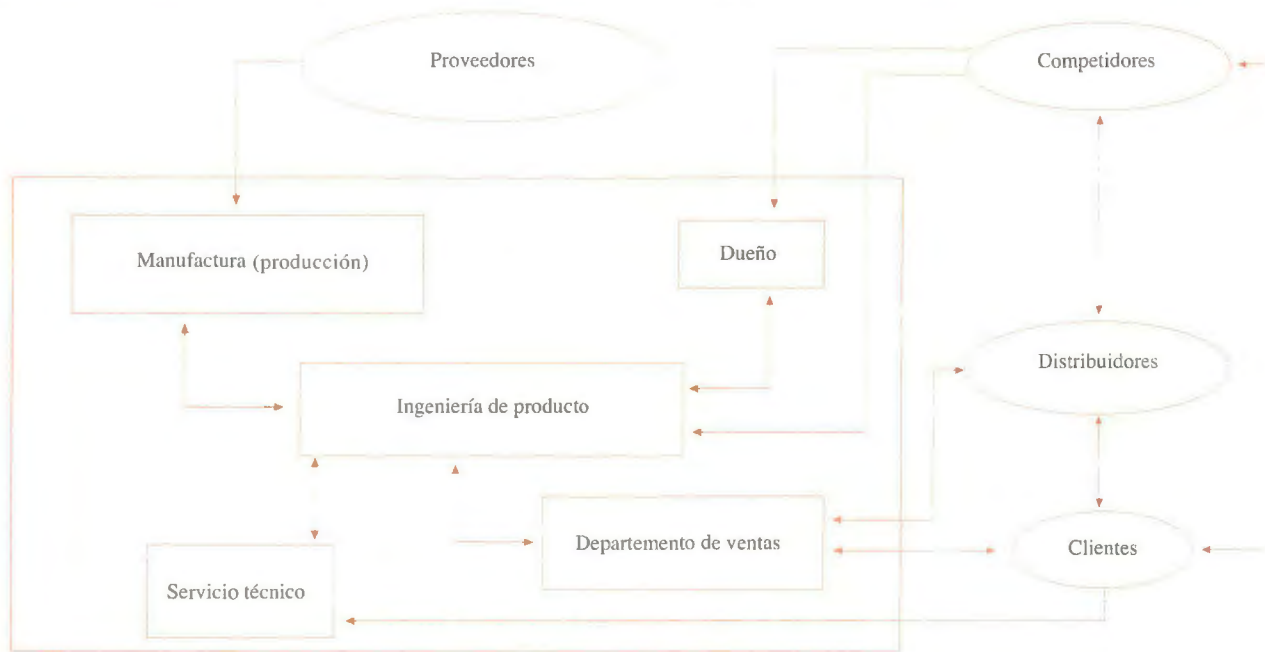 Proveedores
Competidores
Manufactura (producción)
Dueño
Distribuidores
Ingeniería de producto
Departemento de ventas
Clientes
Servicio técnico